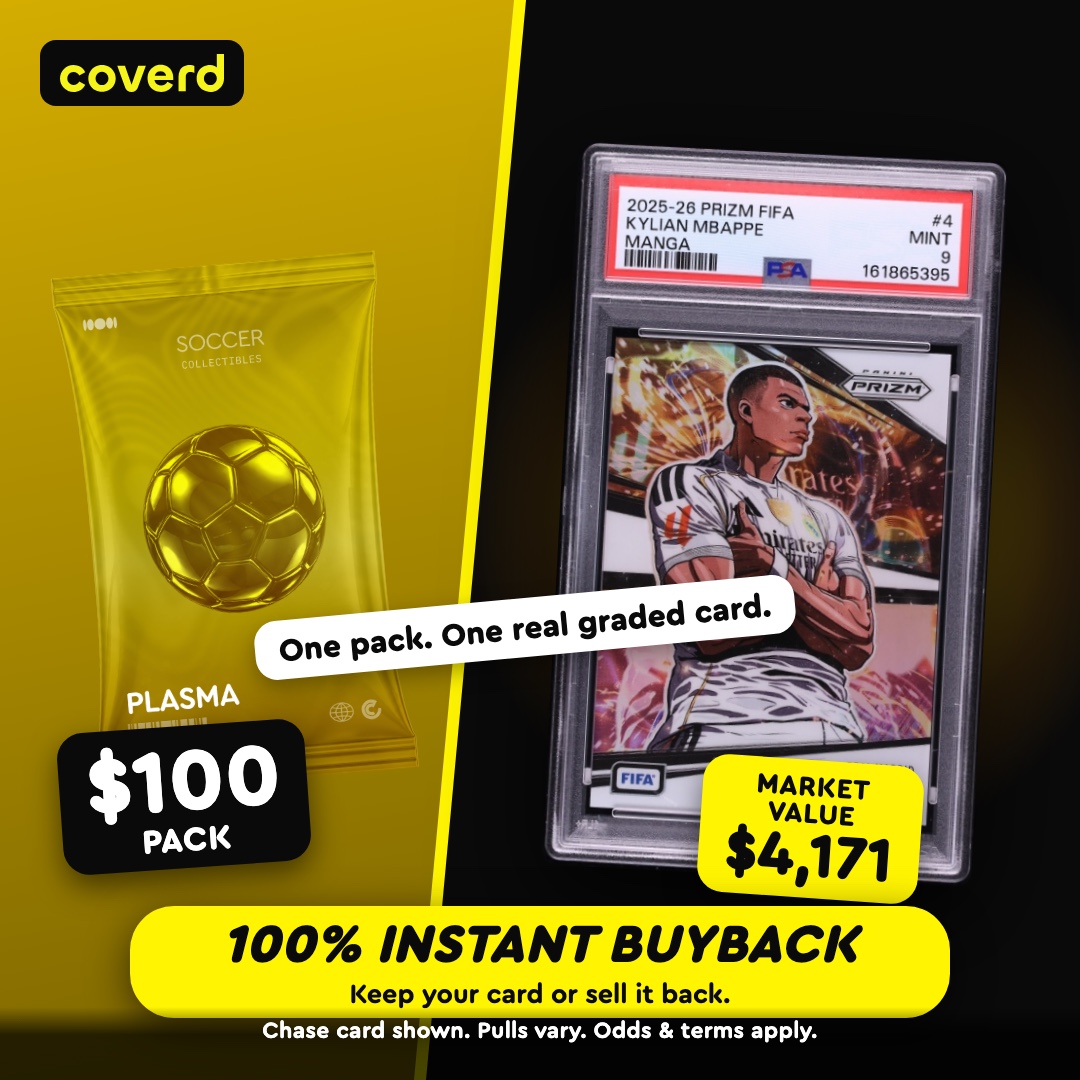 coverd
SOCCER
COLLECTIBLES
PLASMA
$100
PACK
2025-26 PRIZM FIFA
KYLIAN MBAPPE
MANGA
#4
MINT
9
161865395
PSA
PANINI
PRIZM
One pack. One real graded card.
FIFA
MARKET
VALUE
$4,171
100% INSTANT BUYBACK
Keep your card or sell it back.
Chase card shown. Pulls vary. Odds & terms apply.